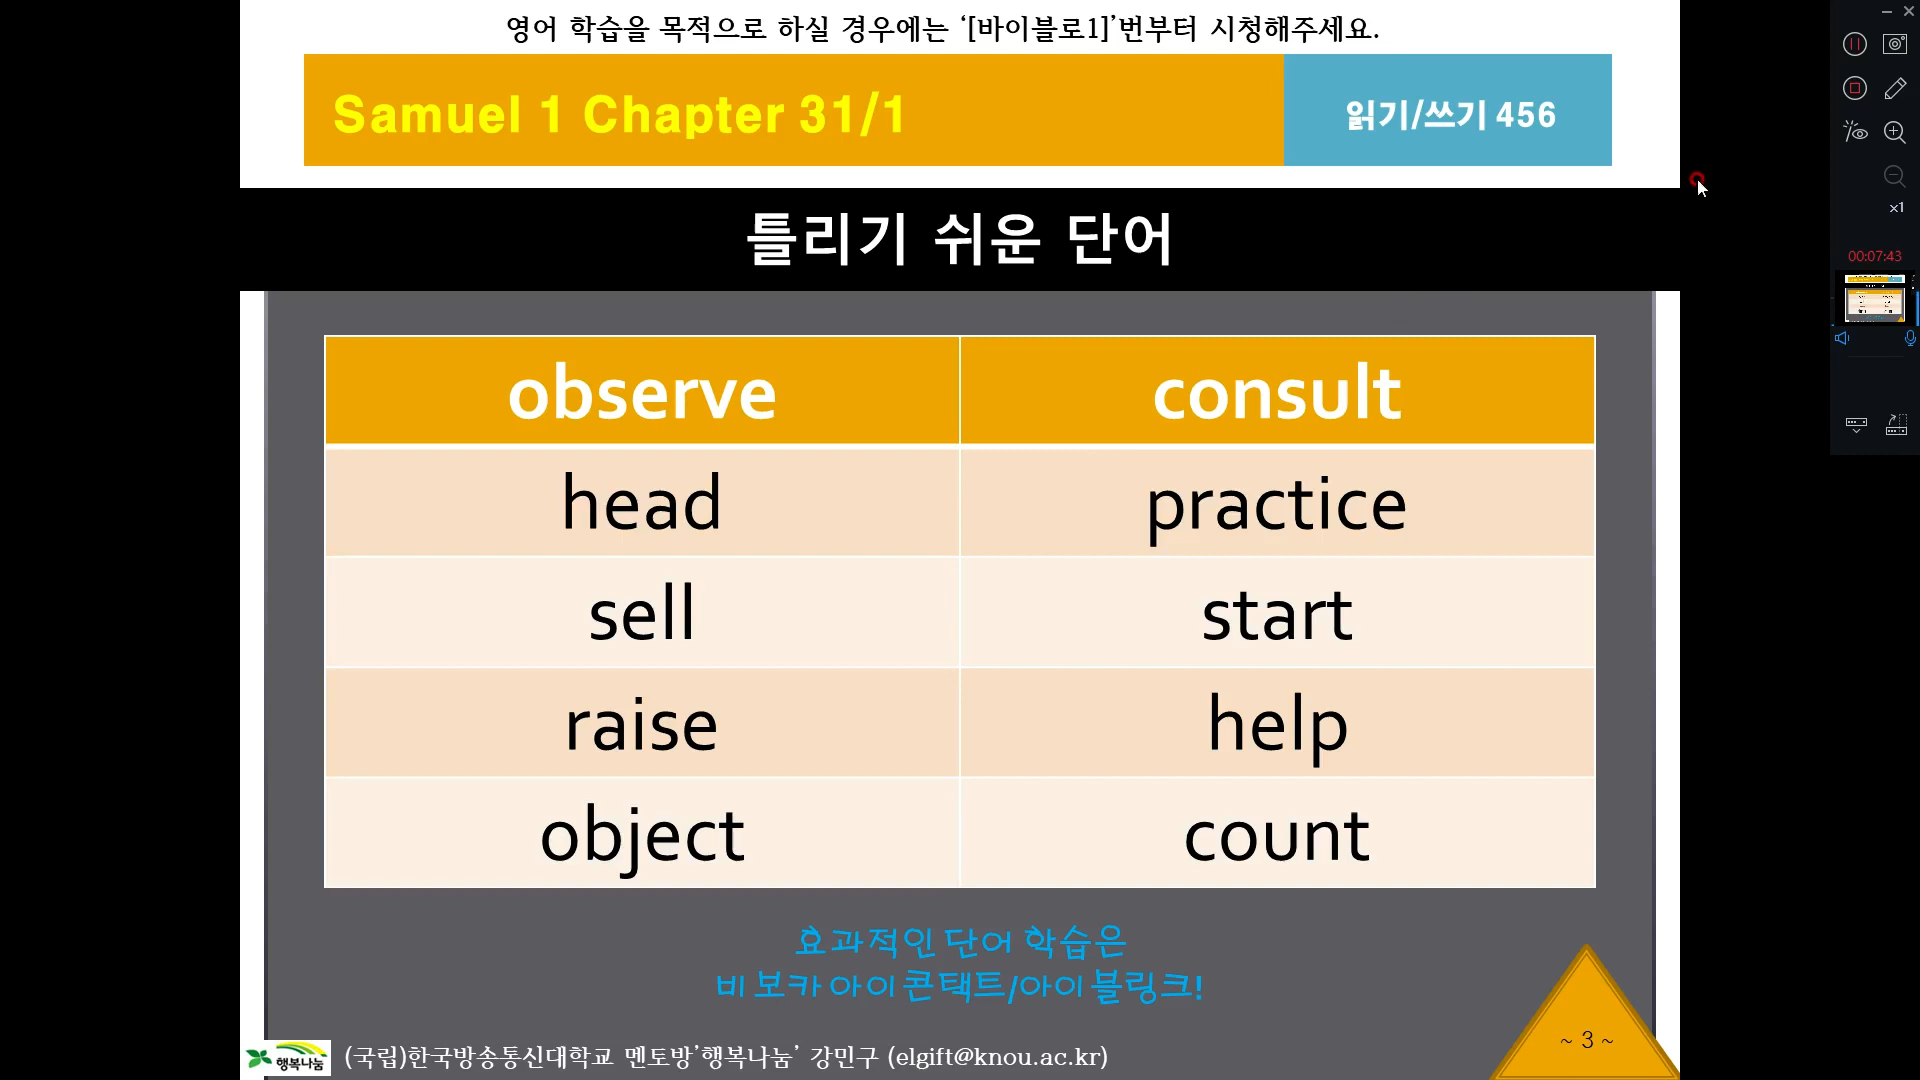 영어 학습을 목적으로 하실 경우에는 ‘[바이블로1]’번부터 시청해주세요.
Samuel 1 Chapter 31/1
읽기/쓰기 456
x1
틀리기 쉬운 단어
00:07:43
observe consult
head practice
sell start
raise help
object count
효과적인 단어 학습은
비보카 아이콘택트/아이블링크!
~ 3 ~
행복나눔
(국립)한국방송통신대학교 멘토방’행복나눔’ 강민구 (elgift@knou.ac.kr)